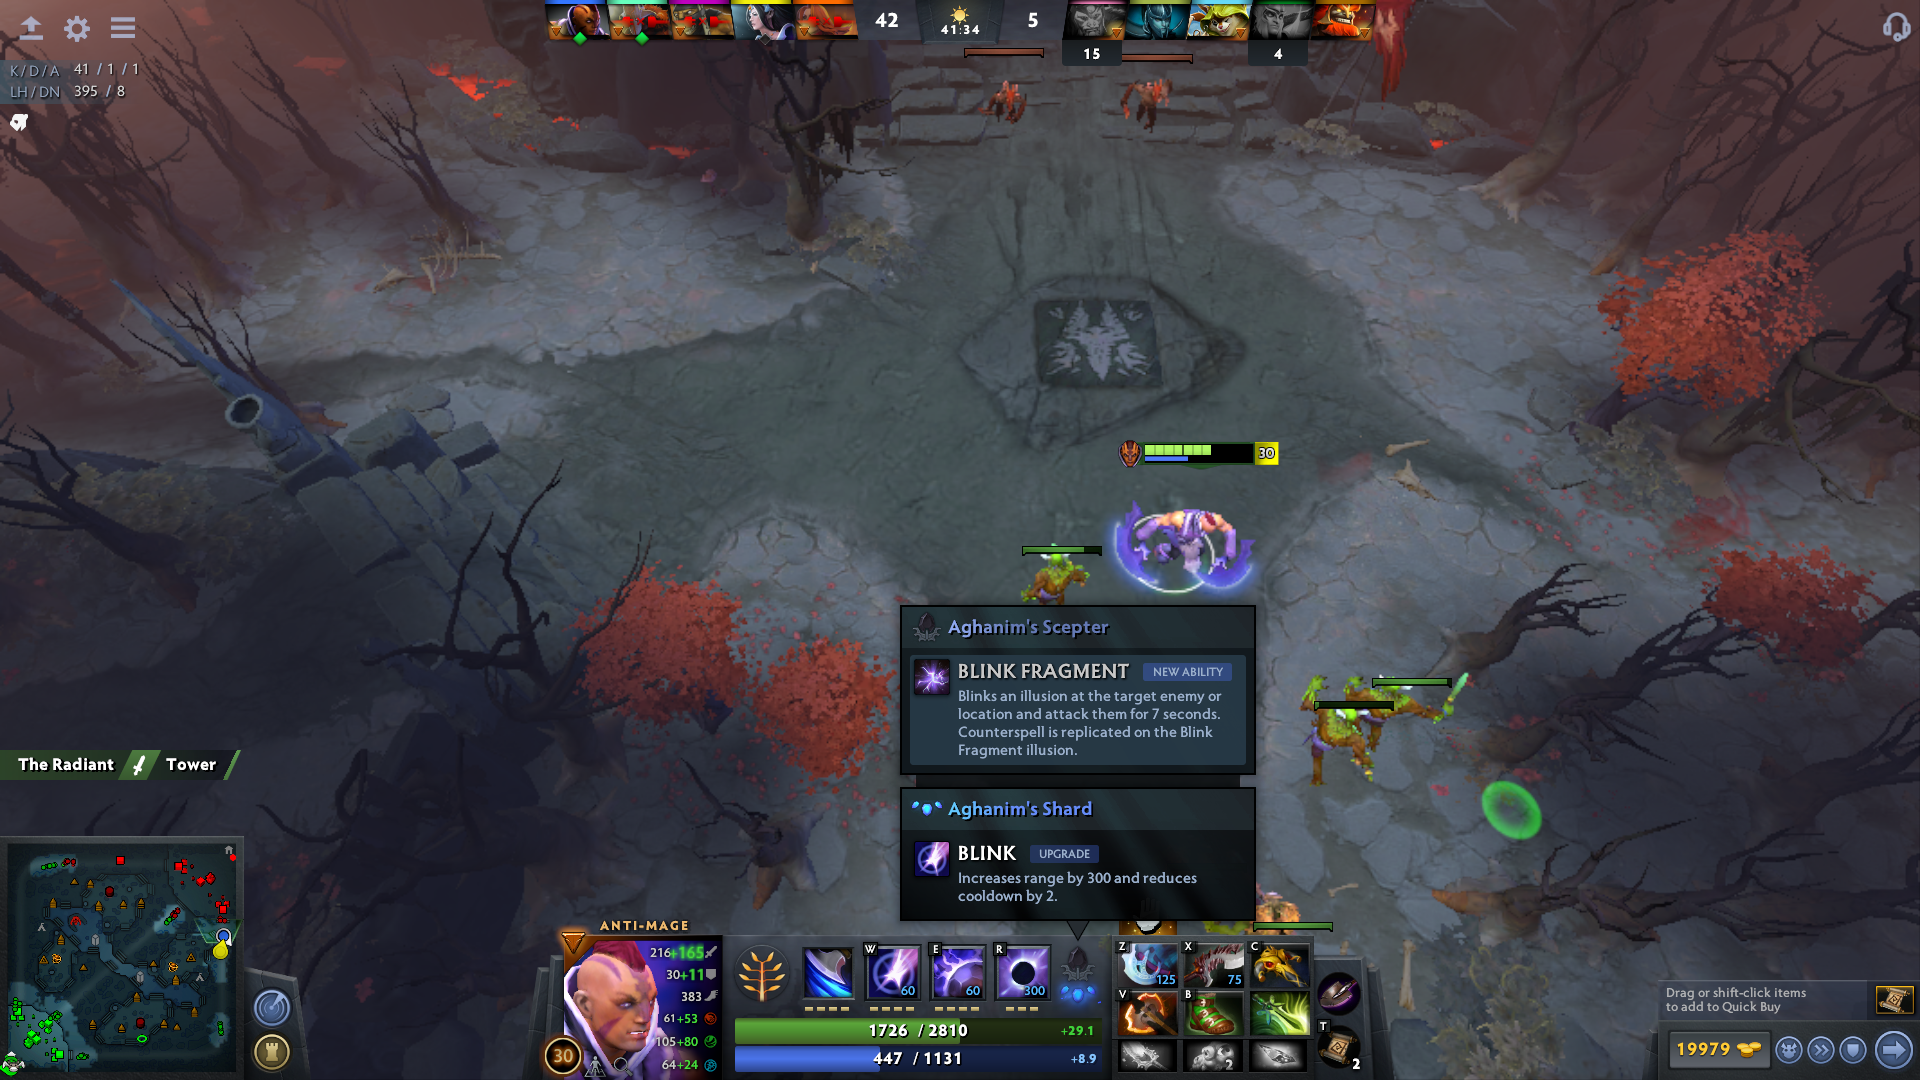 42
41:34
5
15
4
K/D/A 41 / 1 / 1
LH/DN 395 / 8
30
Aghanim's Scepter
BLINK FRAGMENT NEW ABILITY
Blinks an illusion at the target enemy or
location and attack them for 7 seconds.
Counterspell is replicated on the Blink
Fragment illusion.
The Radiant Tower
Aghanim's Shard
BLINK UPGRADE
Increases range by 300 and reduces
cooldown by 2.
ANTI-MAGE
216+165
30+11
383
61+53
105+80
64+24
30
W 60
E 60
R 300
1726 / 2810 +29.1
447 / 1131 +8.9
Z 125
X 75
C
V
B
2
T
2
Drag or shift-click items
to add to Quick Buy
19979